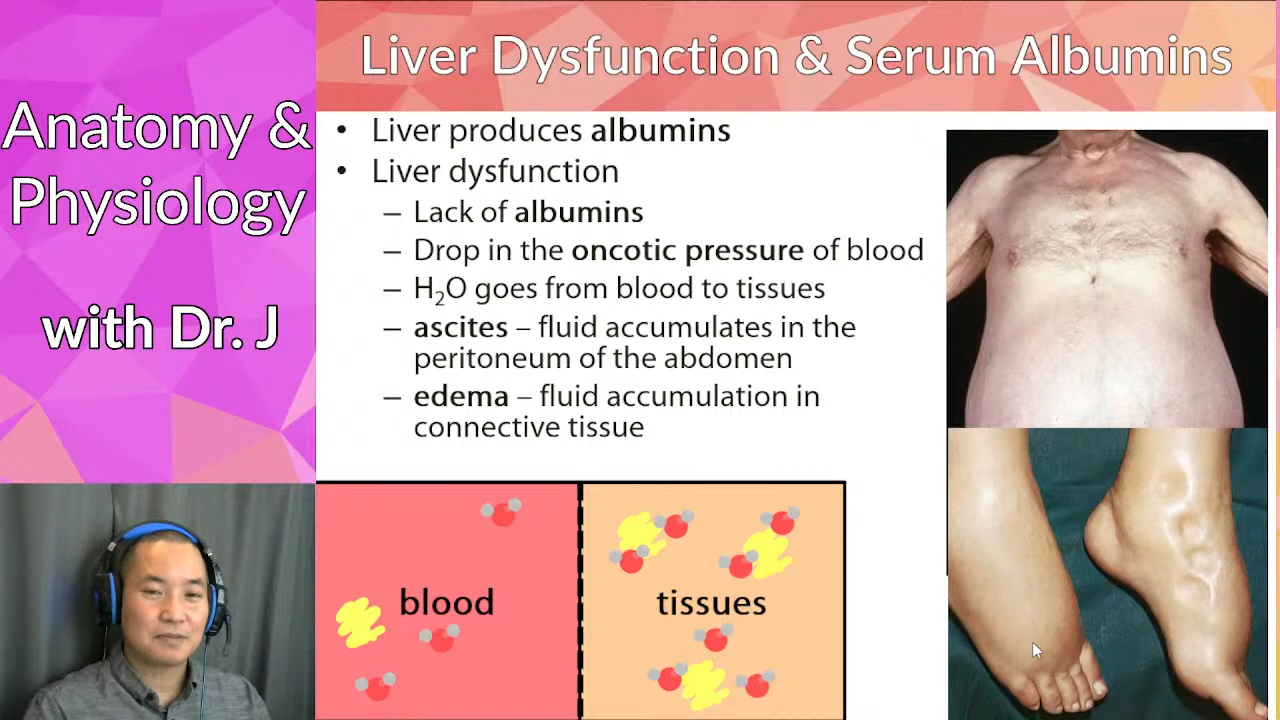 Anatomy &
Physiology
with Dr. J
Liver Dysfunction & Serum Albumins
• Liver produces albumins
• Liver dysfunction
– Lack of albumins
– Drop in the oncotic pressure of blood
– H₂O goes from blood to tissues
– ascites – fluid accumulates in the
peritoneum of the abdomen
– edema – fluid accumulation in
connective tissue
blood
tissues